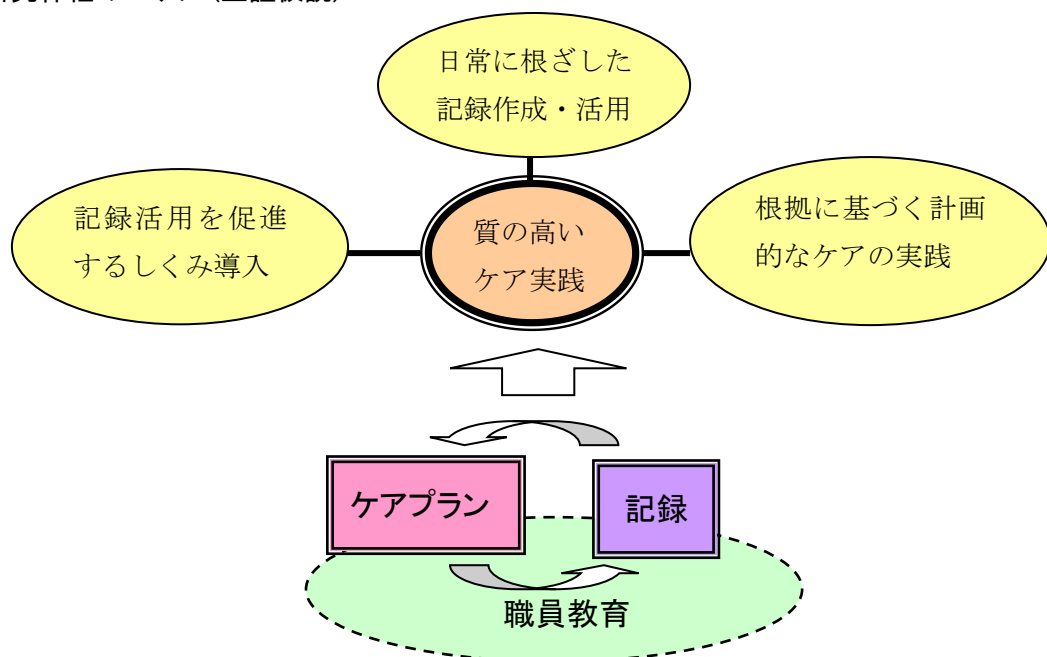 日常に根ざした
記録作成・活用
記録活用を促進
するしくみ導入
質の高い
ケア実践
根拠に基づく計画
的なケアの実践
ケアプラン
記録
職員教育